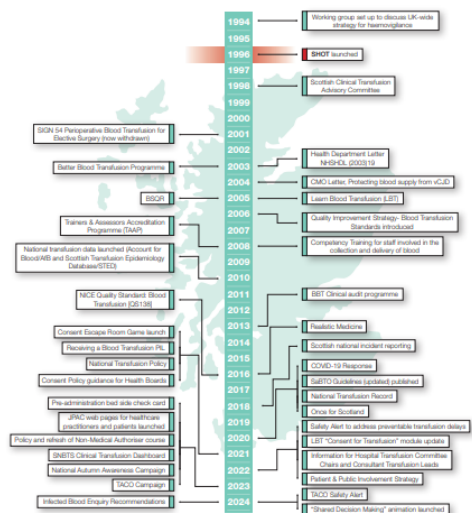 1994
Working group set up to discuss UK-wide
strategy for haemovigilance
1995
1996
SHOT launched
1997
1998
Scottish Clinical Transfusion
Advisory Committee
1999
2000
SIGN 54 Perioperative Blood Transfusion for
Elective Surgery (now withdrawn)
2001
2002
Better Blood Transfusion Programme
2003
Health Department Letter
NHSHDL (2003)19
2004
CMO Letter, Protecting blood supply from vCJD
BSQR
2005
Learn Blood Transfusion (LBT)
2006
Quality Improvement Strategy- Blood Transfusion
Standards introduced
Trainers & Assessors Accreditation
Programme (TAAP)
2007
2008
Competency Training for staff involved in the
collection and delivery of blood
National transfusion data launched (Account for
Blood/AfB and Scottish Transfusion Epidemiology
Database/STED)
2009
2010
NICE Quality Standard: Blood
Transfusion [QS138]
2011
BBT Clinical audit programme
2012
2013
Consent Escape Room Game launch
Realistic Medicine
2014
Receiving a Blood Transfusion PIL
Scottish national incident reporting
2015
National Transfusion Policy
COVID-19 Response
2016
Consent Policy guidance for Health Boards
SaBTO Guidelines (updated) published
2017
National Transfusion Record
Pre-administration bed side check card
2018
Once for Scotland
JPAC web pages for healthcare
practitioners and patients launched
2019
Safety Alert to address preventable transfusion delays
Policy and refresh of Non-Medical Authoriser course
2020
LBT "Consent for Transfusion" module update
SNBTS Clinical Transfusion Dashboard
2021
Information for Hospital Transfusion Committee
Chairs and Consultant Transfusion Leads
National Autumn Awareness Campaign
2022
Patient & Public Involvement Strategy
TACO Campaign
2023
TACO Safety Alert
Infected Blood Enquiry Recommendations
2024
"Shared Decision Making" animation launched